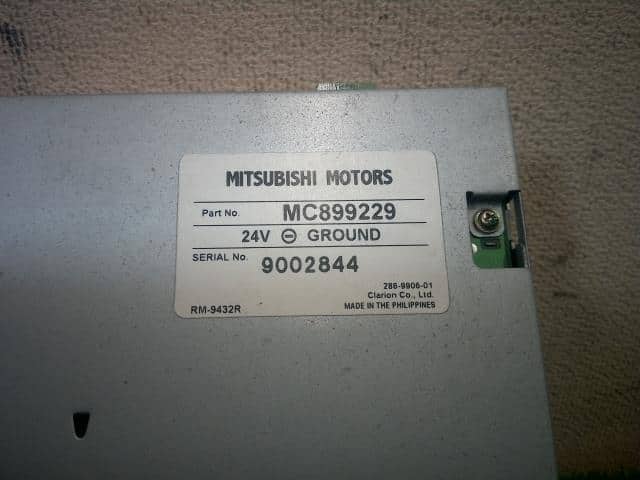 MITSUBISHI MOTORS
Part No. MC899229
24V ⊖ GROUND
SERIAL No. 9002844
286-9906-01
Clarion Co., Ltd.
RM-9432R MADE IN THE PHILIPPINES